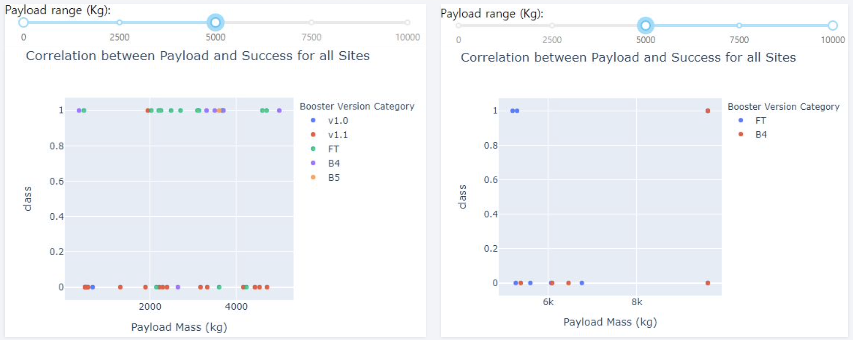 Payload range (Kg):
0 2500 5000 7500 10000
Correlation between Payload and Success for all Sites
1
0.8
0.6
0.4
0.2
0
class
2000 4000
Payload Mass (kg)
Booster Version Category
v1.0
v1.1
FT
B4
B5
Payload range (Kg):
0 2500 5000 7500 10000
Correlation between Payload and Success for all Sites
1
0.8
0.6
0.4
0.2
0
class
6k 8k
Payload Mass (kg)
Booster Version Category
FT
B4